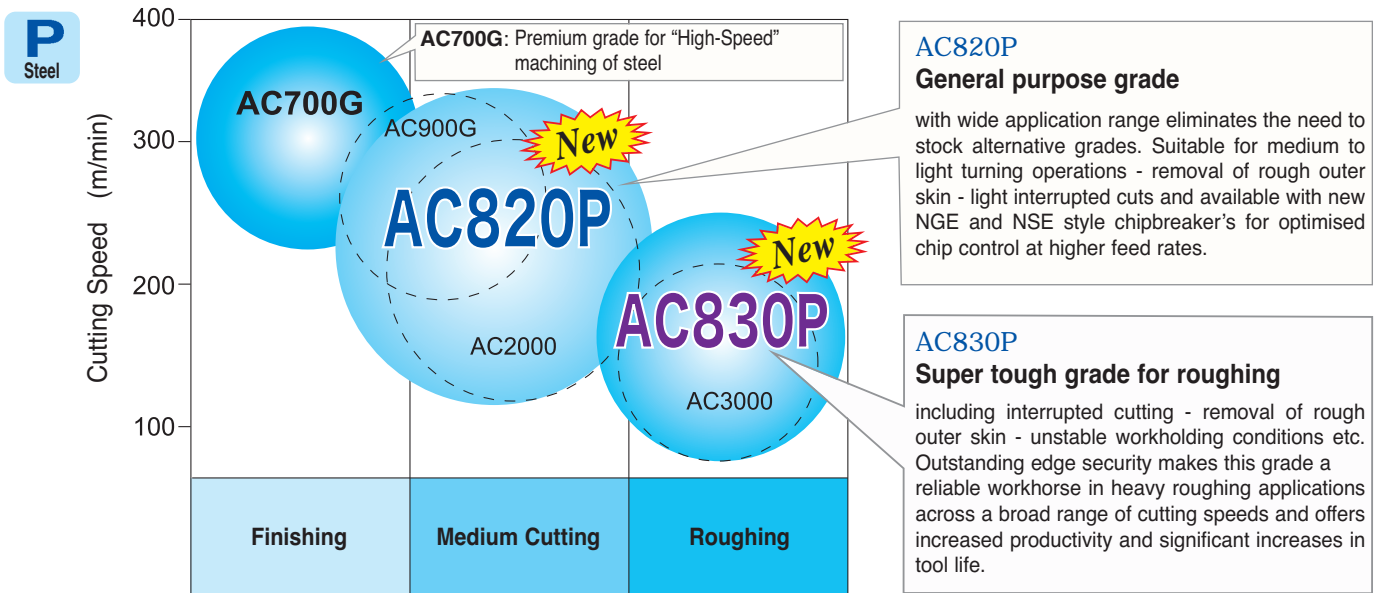 P
Steel
Cutting Speed (m/min)
400
300
200
100
AC700G: Premium grade for “High-Speed”
machining of steel
AC700G
AC900G
New
AC820P
AC2000
New
AC830P
AC3000
Finishing
Medium Cutting
Roughing
AC820P
General purpose grade
with wide application range eliminates the need to
stock alternative grades. Suitable for medium to
light turning operations - removal of rough outer
skin - light interrupted cuts and available with new
NGE and NSE style chipbreaker’s for optimised
chip control at higher feed rates.
AC830P
Super tough grade for roughing
including interrupted cutting - removal of rough
outer skin - unstable workholding conditions etc.
Outstanding edge security makes this grade a
reliable workhorse in heavy roughing applications
across a broad range of cutting speeds and offers
increased productivity and significant increases in
tool life.